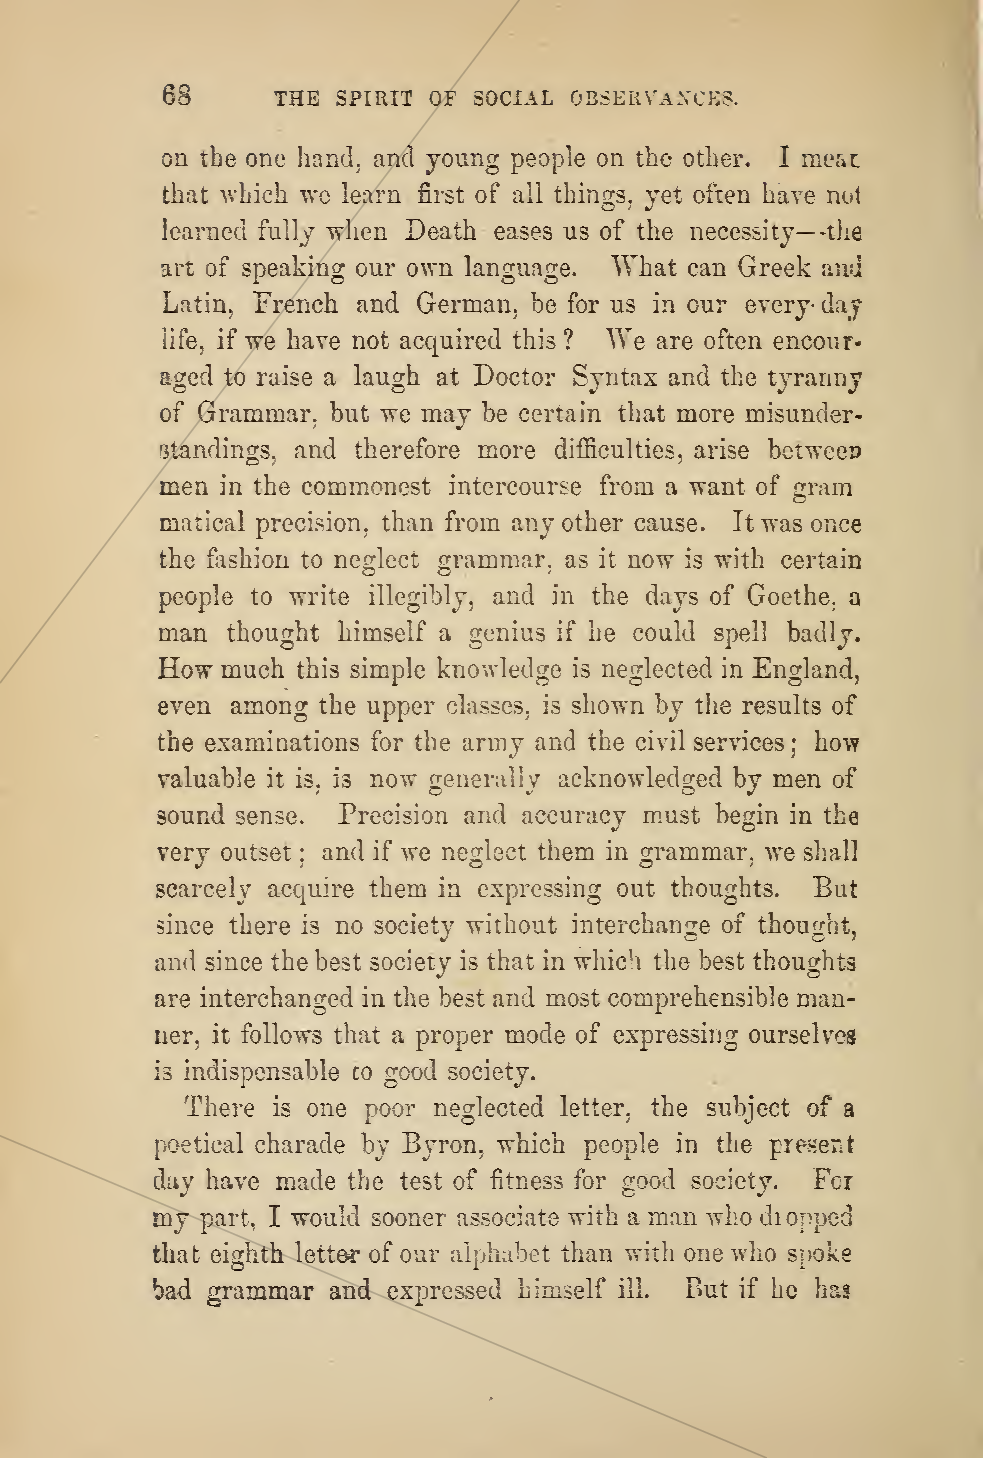 68 THE SPIRIT OF SOCIAL OBSERVANCES.
on the one hand, and young people on the other. I mean
that which we learn first of all things, yet often have not
learned fully when Death eases us of the necessity—the
art of speaking our own language. What can Greek and
Latin, French and German, be for us in our every-day
life, if we have not acquired this? We are often encour-
aged to raise a laugh at Doctor Syntax and the tyranny
of Grammar, but we may be certain that more misunder-
standings, and therefore more difficulties, arise between
men in the commonest intercourse from a want of gram
matical precision, than from any other cause. It was once
the fashion to neglect grammar, as it now is with certain
people to write illegibly, and in the days of Goethe, a
man thought himself a genius if he could spell badly.
How much this simple knowledge is neglected in England,
even among the upper classes, is shown by the results of
the examinations for the army and the civil services; how
valuable it is, is now generally acknowledged by men of
sound sense. Precision and accuracy must begin in the
very outset; and if we neglect them in grammar, we shall
scarcely acquire them in expressing out thoughts. But
since there is no society without interchange of thought,
and since the best society is that in which the best thoughts
are interchanged in the best and most comprehensible man-
ner, it follows that a proper mode of expressing ourselves
is indispensable to good society.
There is one poor neglected letter, the subject of a
poetical charade by Byron, which people in the present
day have made the test of fitness for good society. For
my part, I would sooner associate with a man who dropped
that eighth letter of our alphabet than with one who spoke
bad grammar and expressed himself ill. But if he has